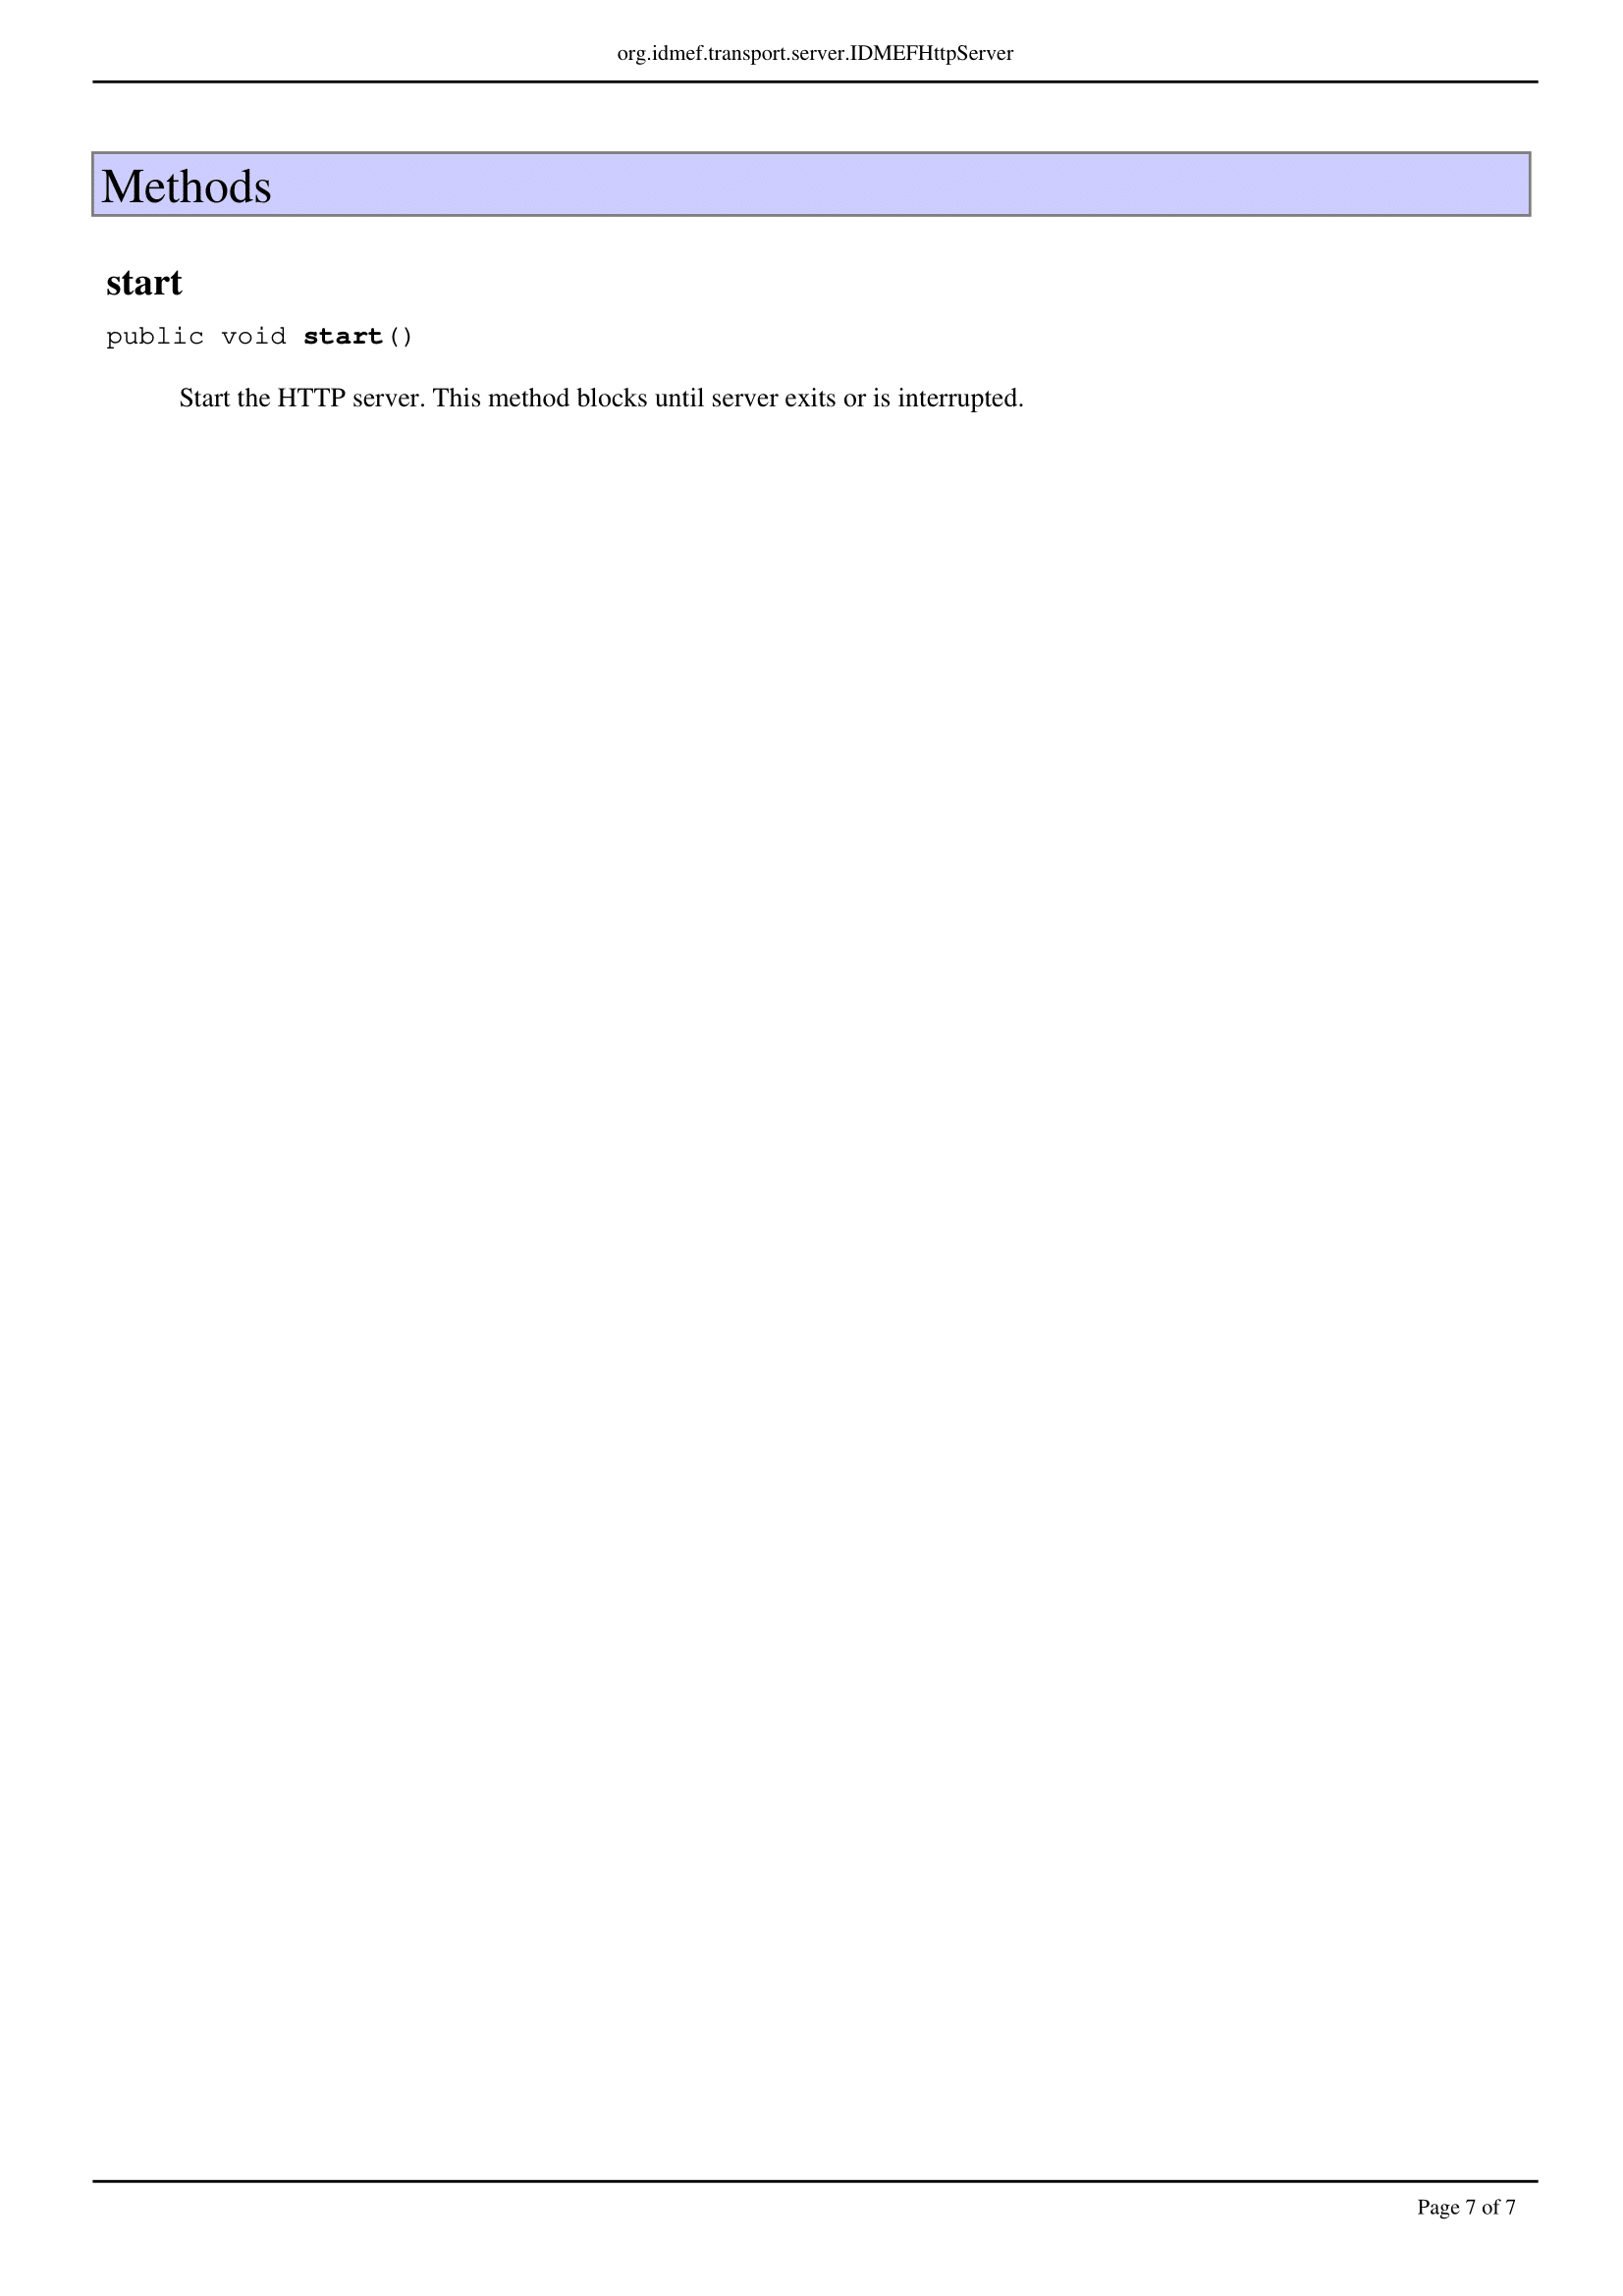 org.idmef.transport.server.IDMEFHttpServer
Methods
start
public void start()
Start the HTTP server. This method blocks until server exits or is interrupted.
Page 7 of 7